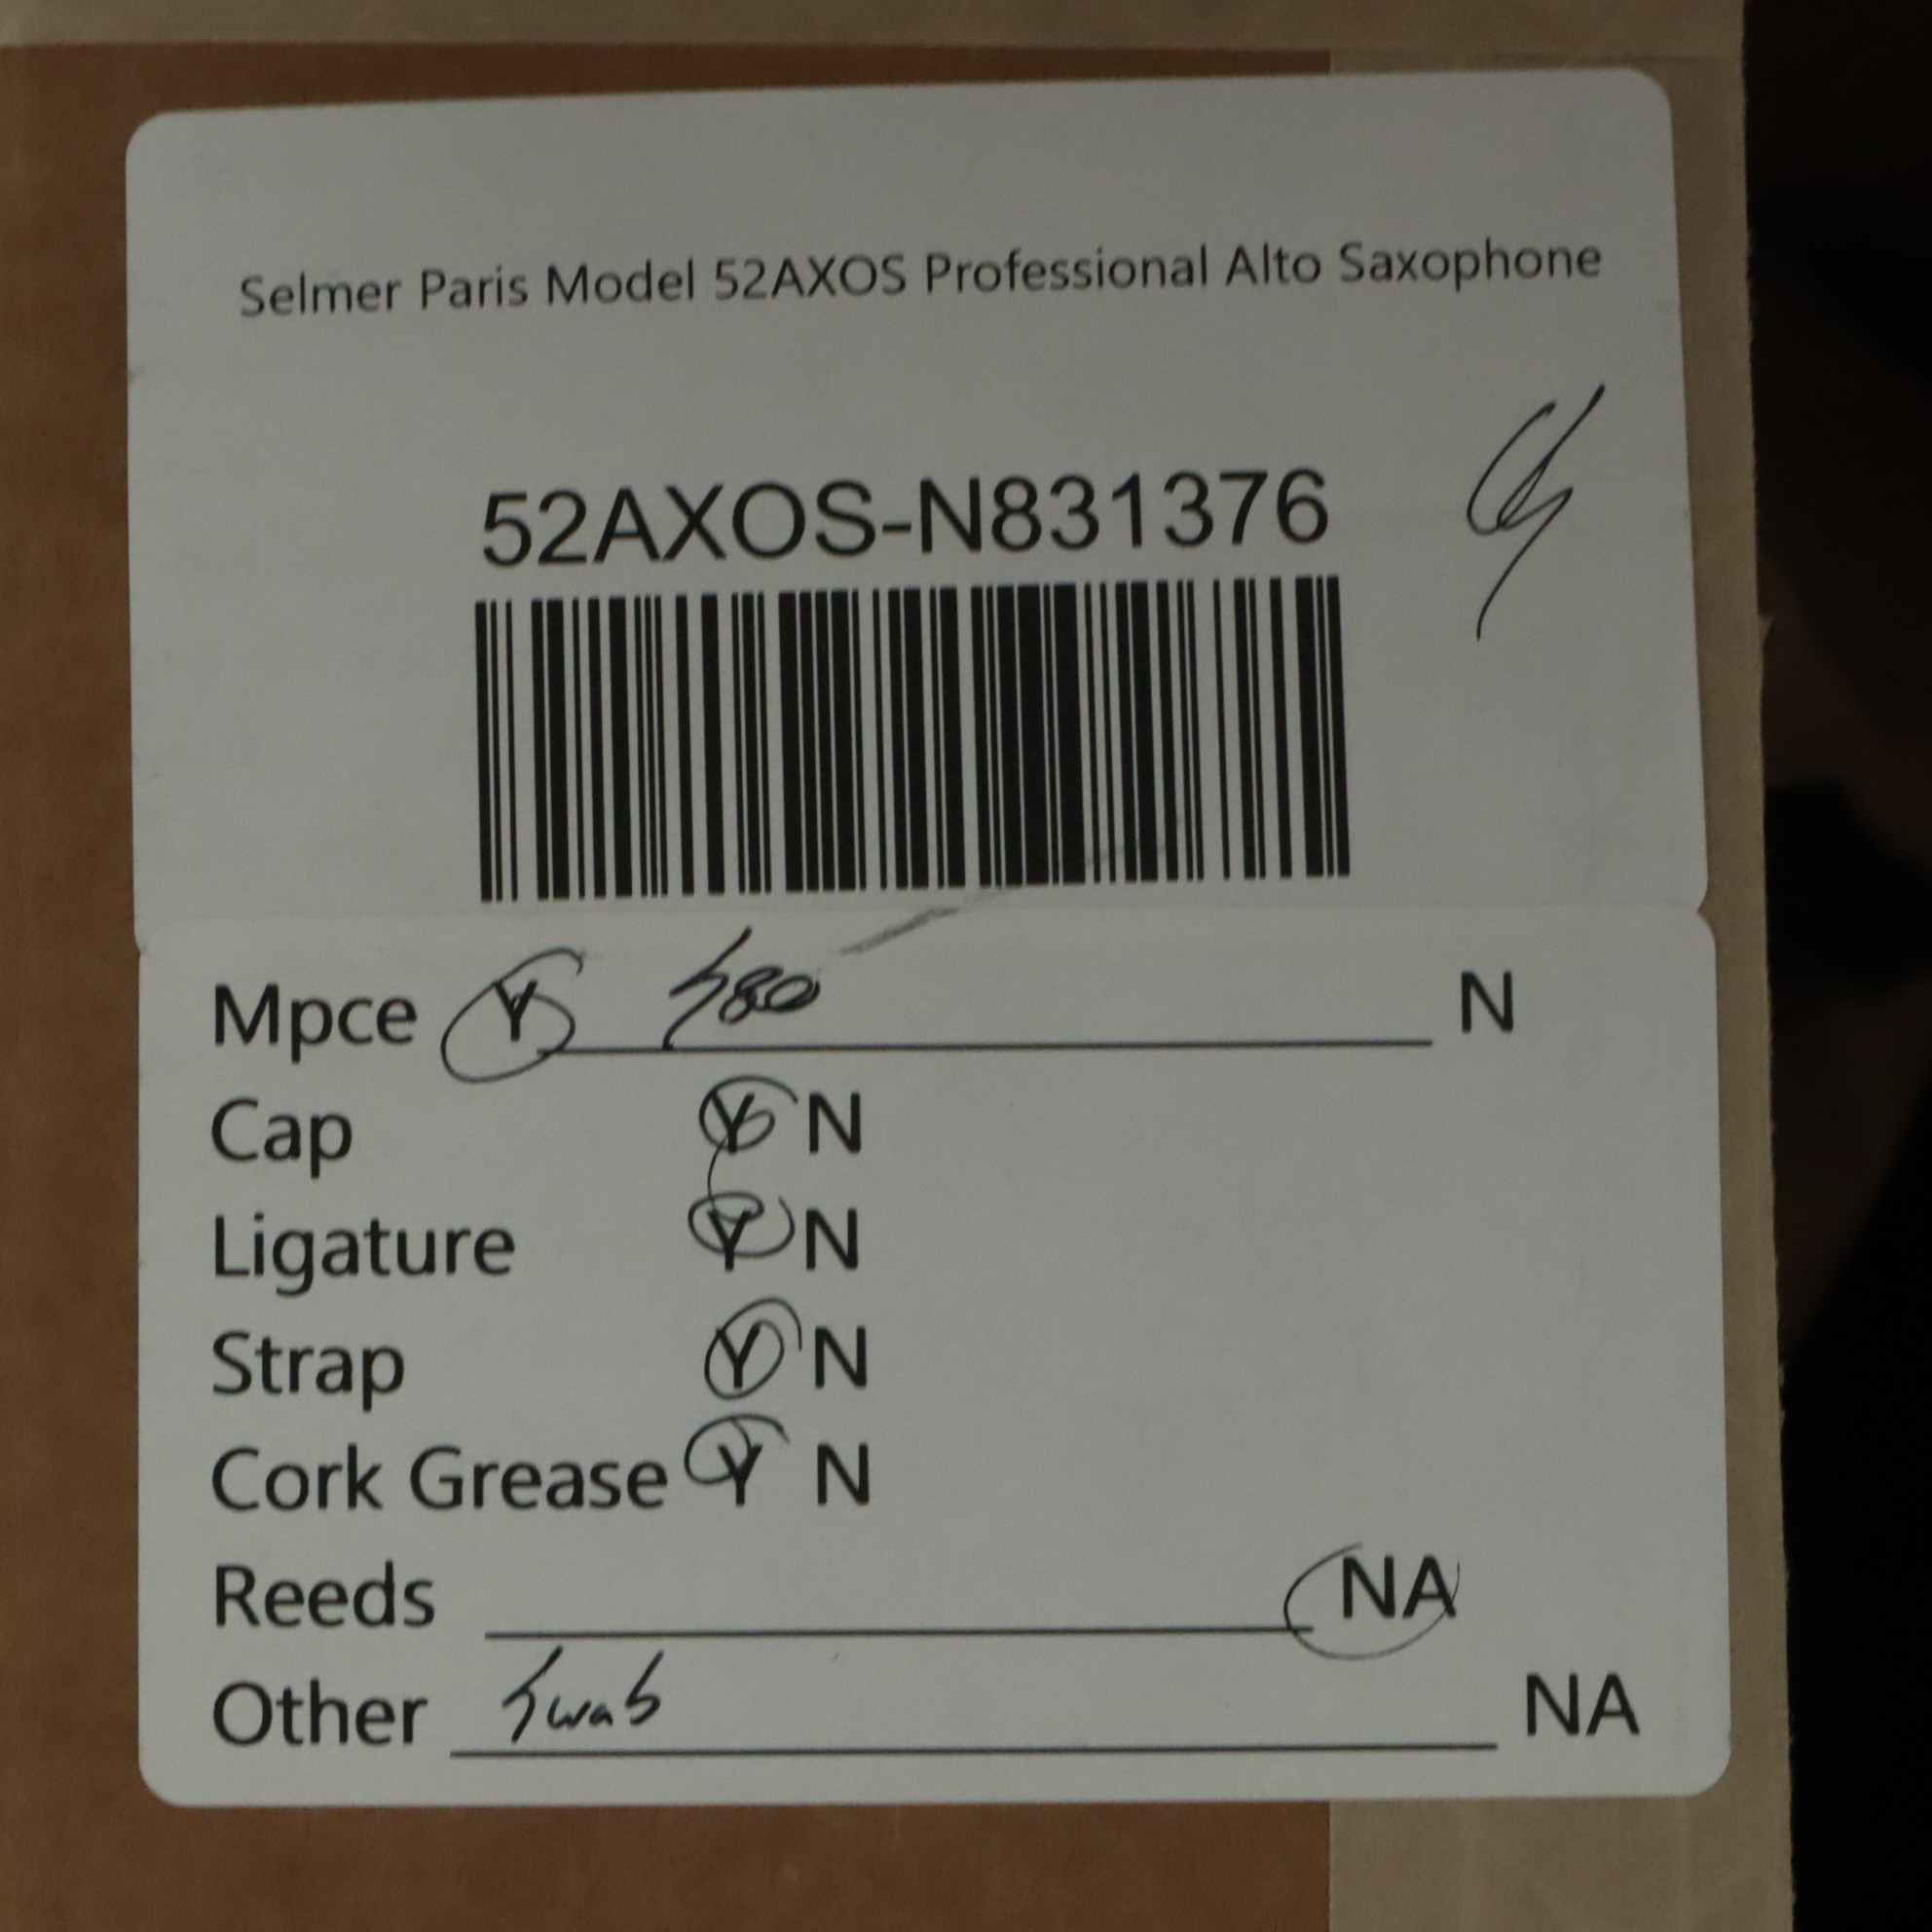 Selmer Paris Model 52AXOS Professional Alto Saxophone
52AXOS-N831376
Mpce Y S80 N
Cap Y N
Ligature Y N
Strap Y N
Cork Grease Y N
Reeds NA
Other Swab NA